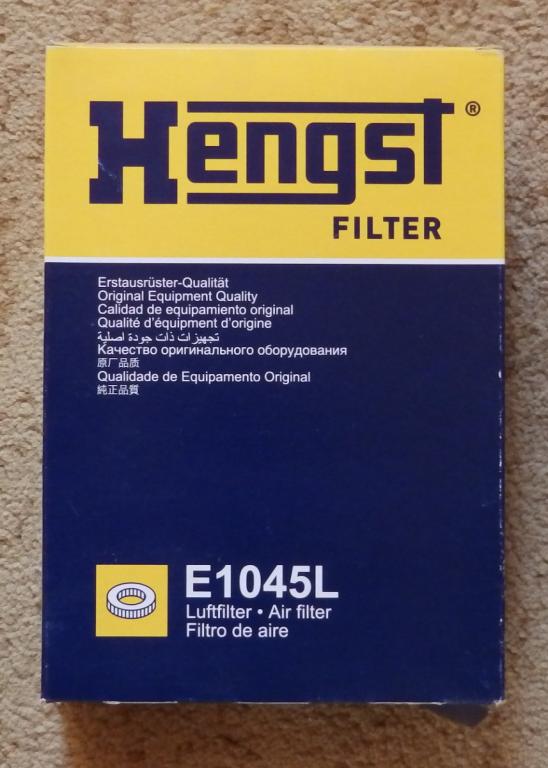 Hengst®
FILTER
Erstausrüster-Qualität
Original Equipment Quality
Calidad de equipamiento original
Qualité d'équipment d'origine
تجهيزات ذات جودة أصلية
Качество оригинального оборудования
原厂品质
Qualidade de Equipamento Original
純正品質
E1045L
Luftfilter • Air filter
Filtro de aire